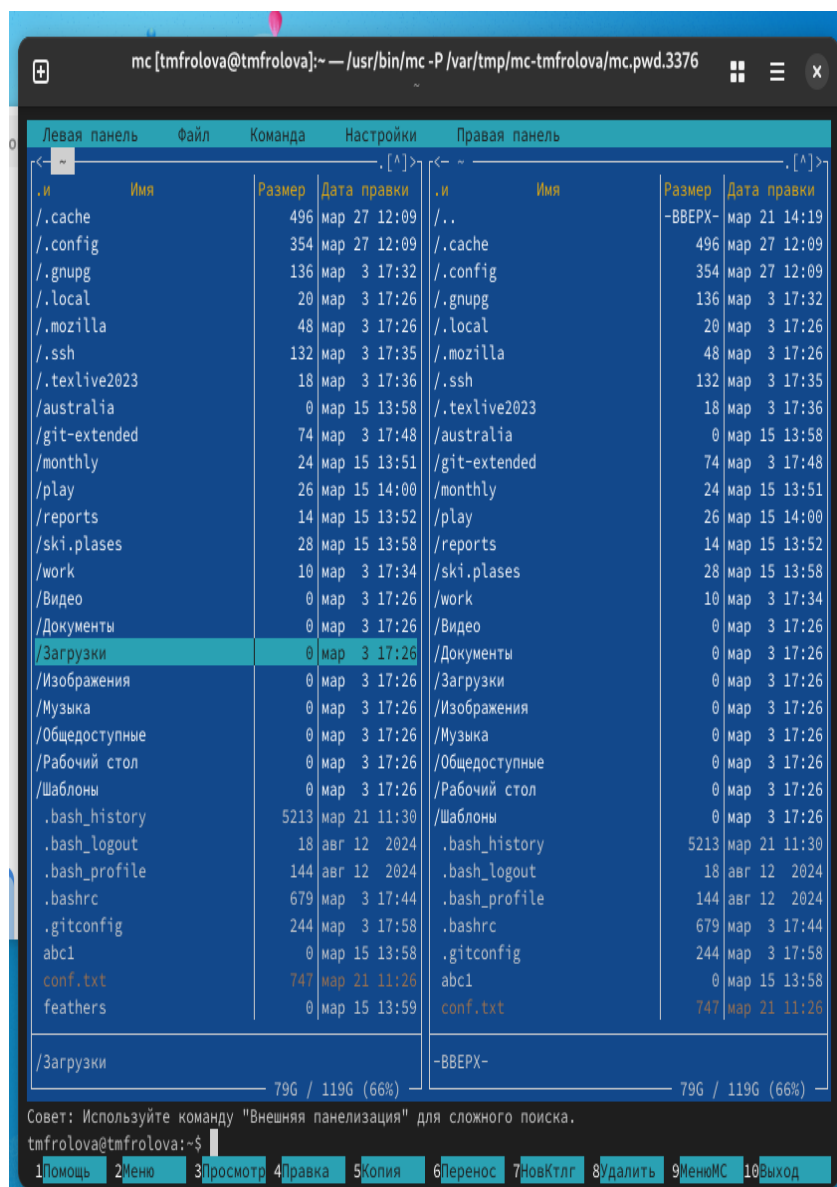 mc [tmfrolova@tmfrolova]:~ — /usr/bin/mc -P /var/tmp/mc-tmfrolova/mc.pwd.3376
~
Левая панель Файл Команда Настройки Правая панель
<- ~ .[^]> <- ~ .[^]>
.и Имя Размер Дата правки .и Имя Размер Дата правки
/.cache 496 мар 27 12:09 /.. -ВВЕРХ- мар 21 14:19
/.config 354 мар 27 12:09 /.cache 496 мар 27 12:09
/.gnupg 136 мар 3 17:32 /.config 354 мар 27 12:09
/.local 20 мар 3 17:26 /.gnupg 136 мар 3 17:32
/.mozilla 48 мар 3 17:26 /.local 20 мар 3 17:26
/.ssh 132 мар 3 17:35 /.mozilla 48 мар 3 17:26
/.texlive2023 18 мар 3 17:36 /.ssh 132 мар 3 17:35
/australia 0 мар 15 13:58 /.texlive2023 18 мар 3 17:36
/git-extended 74 мар 3 17:48 /australia 0 мар 15 13:58
/monthly 24 мар 15 13:51 /git-extended 74 мар 3 17:48
/play 26 мар 15 14:00 /monthly 24 мар 15 13:51
/reports 14 мар 15 13:52 /play 26 мар 15 14:00
/ski.plases 28 мар 15 13:58 /reports 14 мар 15 13:52
/work 10 мар 3 17:34 /ski.plases 28 мар 15 13:58
/Видео 0 мар 3 17:26 /work 10 мар 3 17:34
/Документы 0 мар 3 17:26 /Видео 0 мар 3 17:26
/Загрузки 0 мар 3 17:26 /Документы 0 мар 3 17:26
/Изображения 0 мар 3 17:26 /Загрузки 0 мар 3 17:26
/Музыка 0 мар 3 17:26 /Изображения 0 мар 3 17:26
/Общедоступные 0 мар 3 17:26 /Музыка 0 мар 3 17:26
/Рабочий стол 0 мар 3 17:26 /Общедоступные 0 мар 3 17:26
/Шаблоны 0 мар 3 17:26 /Рабочий стол 0 мар 3 17:26
.bash_history 5213 мар 21 11:30 /Шаблоны 0 мар 3 17:26
.bash_logout 18 авг 12 2024 .bash_history 5213 мар 21 11:30
.bash_profile 144 авг 12 2024 .bash_logout 18 авг 12 2024
.bashrc 679 мар 3 17:44 .bash_profile 144 авг 12 2024
.gitconfig 244 мар 3 17:58 .bashrc 679 мар 3 17:44
abc1 0 мар 15 13:58 .gitconfig 244 мар 3 17:58
conf.txt 747 мар 21 11:26 abc1 0 мар 15 13:58
feathers 0 мар 15 13:59 conf.txt 747 мар 21 11:26
/Загрузки -ВВЕРХ-
79G / 119G (66%) 79G / 119G (66%)
Совет: Используйте команду "Внешняя панелизация" для сложного поиска.
tmfrolova@tmfrolova:~$
1Помощь 2Меню 3Просмотр 4Правка 5Копия 6Перенос 7НовКтлг 8Удалить 9МенюМС 10Выход